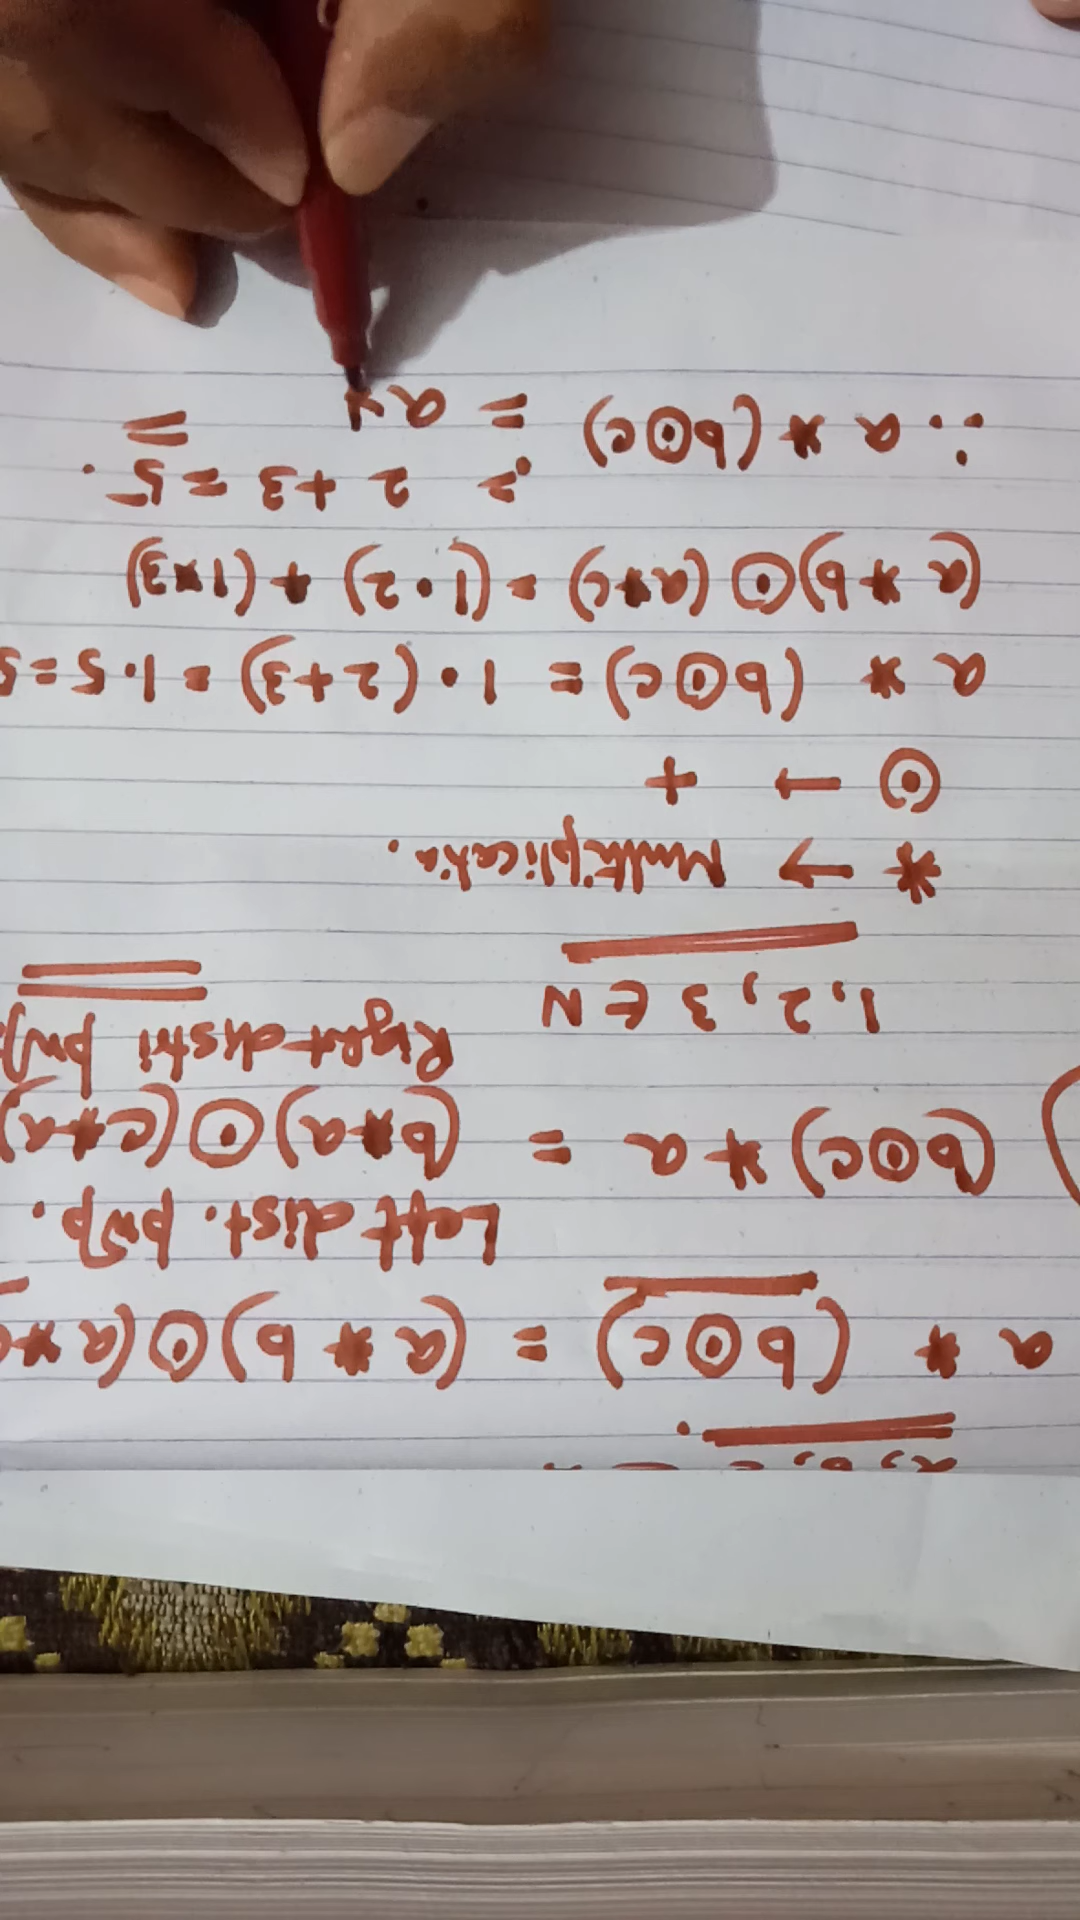 a * (b⊙c) = (a * b)⊙(a *
Left dist. prop.
(b⊙c) * a = (b*a)⊙(c*a)
Right distri prop
1, 2, 3 ∈ N
* → Multiplicatio.
⊙ → +
a * (b⊙c) = 1 • (2+3) = 1•5 = 5
(a * b)⊙(a*c) = (1•2) + (1*3)
= 2 + 3 = 5.
∴ a * (b⊙c) = a*